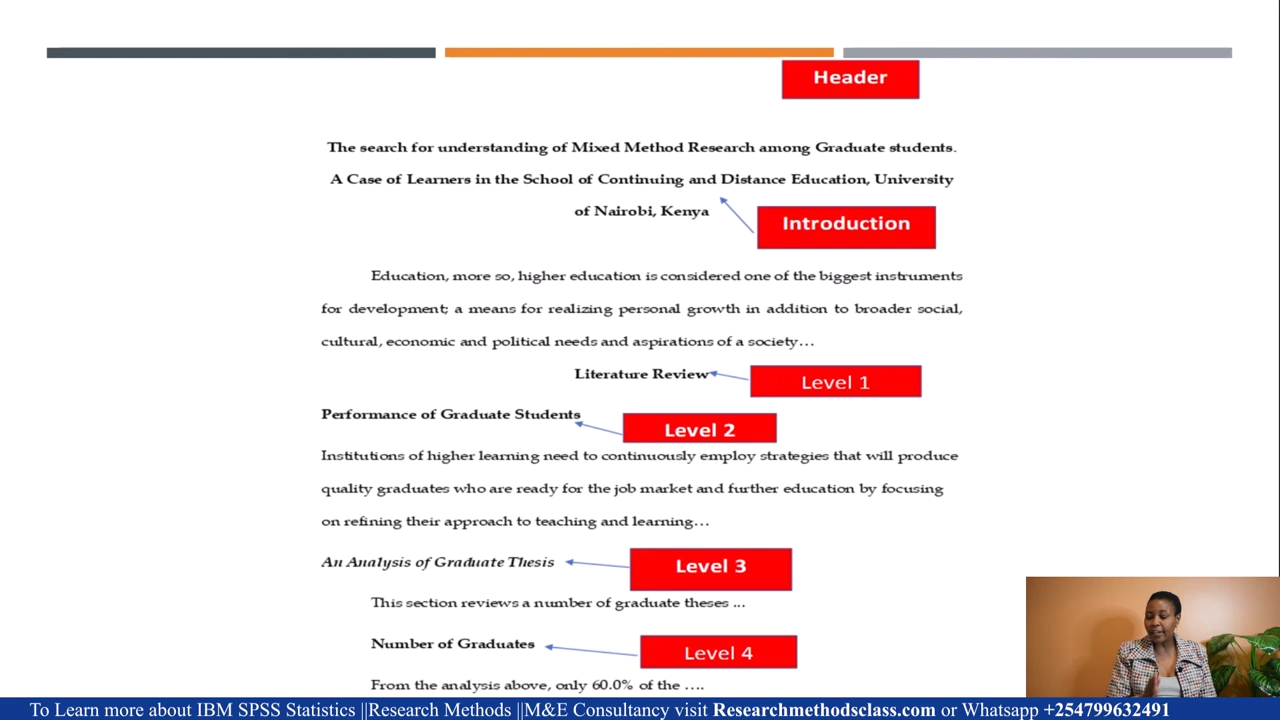 Header
The search for understanding of Mixed Method Research among Graduate students.
A Case of Learners in the School of Continuing and Distance Education, University
of Nairobi, Kenya
Introduction
Education, more so, higher education is considered one of the biggest instruments
for development; a means for realizing personal growth in addition to broader social,
cultural, economic and political needs and aspirations of a society…
Literature Review
Level 1
Performance of Graduate Students
Level 2
Institutions of higher learning need to continuously employ strategies that will produce
quality graduates who are ready for the job market and further education by focusing
on refining their approach to teaching and learning…
An Analysis of Graduate Thesis
Level 3
This section reviews a number of graduate theses ...
Number of Graduates
Level 4
From the analysis above, only 60.0% of the ….
To Learn more about IBM SPSS Statistics ||Research Methods ||M&E Consultancy visit Researchmethodsclass.com or Whatsapp +254799632491